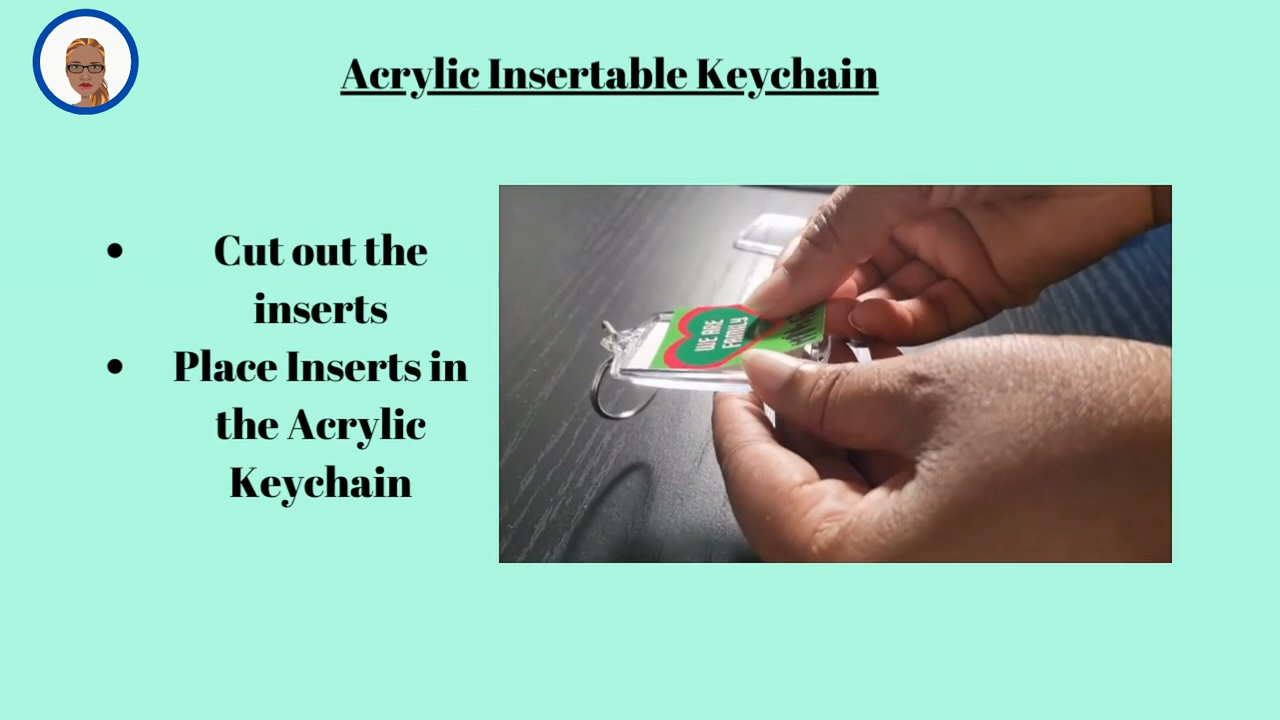 Acrylic Insertable Keychain
Cut out the
inserts
Place Inserts in
the Acrylic
Keychain
WE ARE
FAMILY